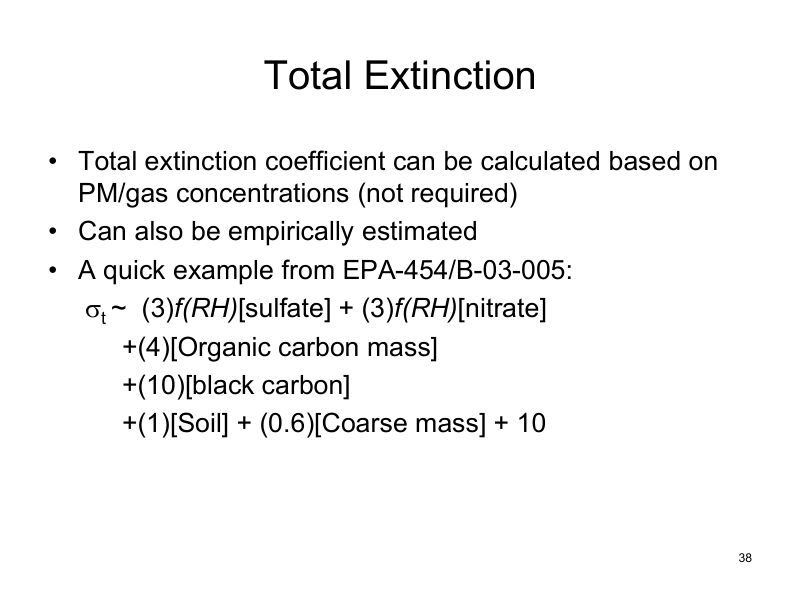 Total Extinction
• Total extinction coefficient can be calculated based on
PM/gas concentrations (not required)
• Can also be empirically estimated
• A quick example from EPA-454/B-03-005:
σt ~ (3)f(RH)[sulfate] + (3)f(RH)[nitrate]
+(4)[Organic carbon mass]
+(10)[black carbon]
+(1)[Soil] + (0.6)[Coarse mass] + 10
38